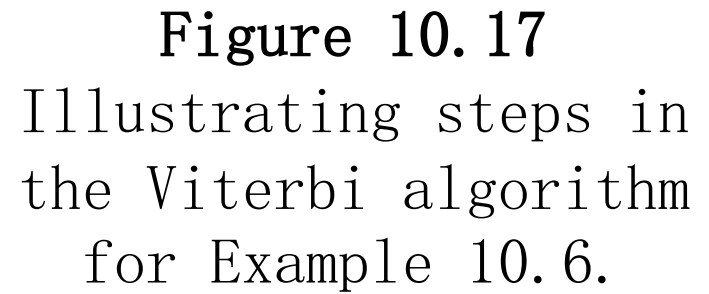 Figure 10.17
Illustrating steps in
the Viterbi algorithm
for Example 10.6.